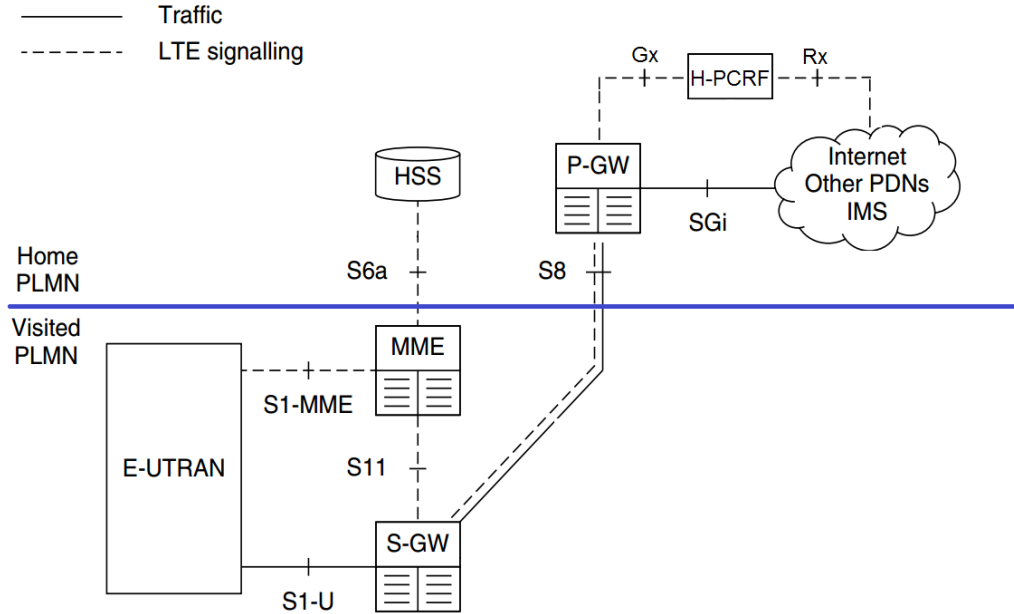 Traffic
LTE signalling
Gx
H-PCRF
Rx
HSS
P-GW
Internet
Other PDNs
IMS
SGi
Home
PLMN
S6a
S8
Visited
PLMN
MME
S1-MME
E-UTRAN
S11
S-GW
S1-U